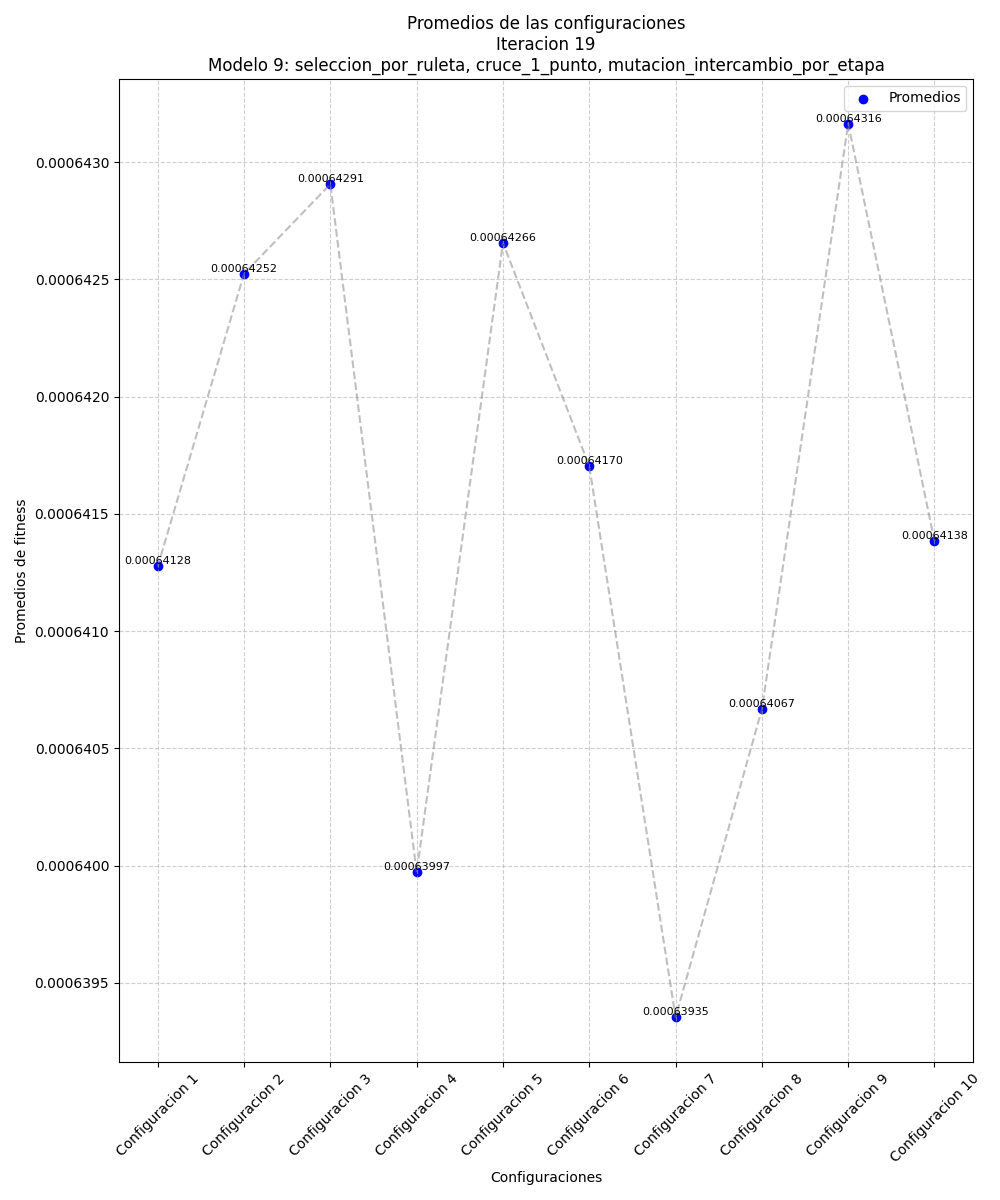 Promedios de las configuraciones
Iteracion 19
Modelo 9: seleccion_por_ruleta, cruce_1_punto, mutacion_intercambio_por_etapa
Promedios
0.00064316
0.0006430
0.00064291
0.00064266
0.00064252
0.0006425
0.0006420
0.00064170
0.0006415
0.00064138
0.00064128
Promedios de fitness
0.0006410
0.00064067
0.0006405
0.00063997
0.0006400
0.0006395
0.00063935
Configuracion 1
Configuracion 2
Configuracion 3
Configuracion 4
Configuracion 5
Configuracion 6
Configuracion 7
Configuracion 8
Configuracion 9
Configuracion 10
Configuraciones